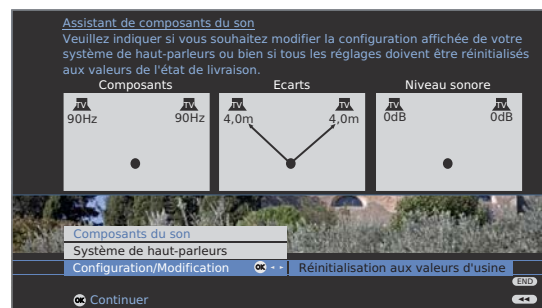 Assistant de composants du son
Veuillez indiquer si vous souhaitez modifier la configuration affichée de votre
système de haut-parleurs ou bien si tous les réglages doivent être réinitialisés
aux valeurs de l'état de livraison.
Composants Ecarts Niveau sonore
TV TV TV TV TV TV
90Hz 90Hz 4,0m 4,0m 0dB 0dB
Composants du son
Système de haut-parleurs
Configuration/Modification OK Réinitialisation aux valeurs d'usine
END
OK Continuer